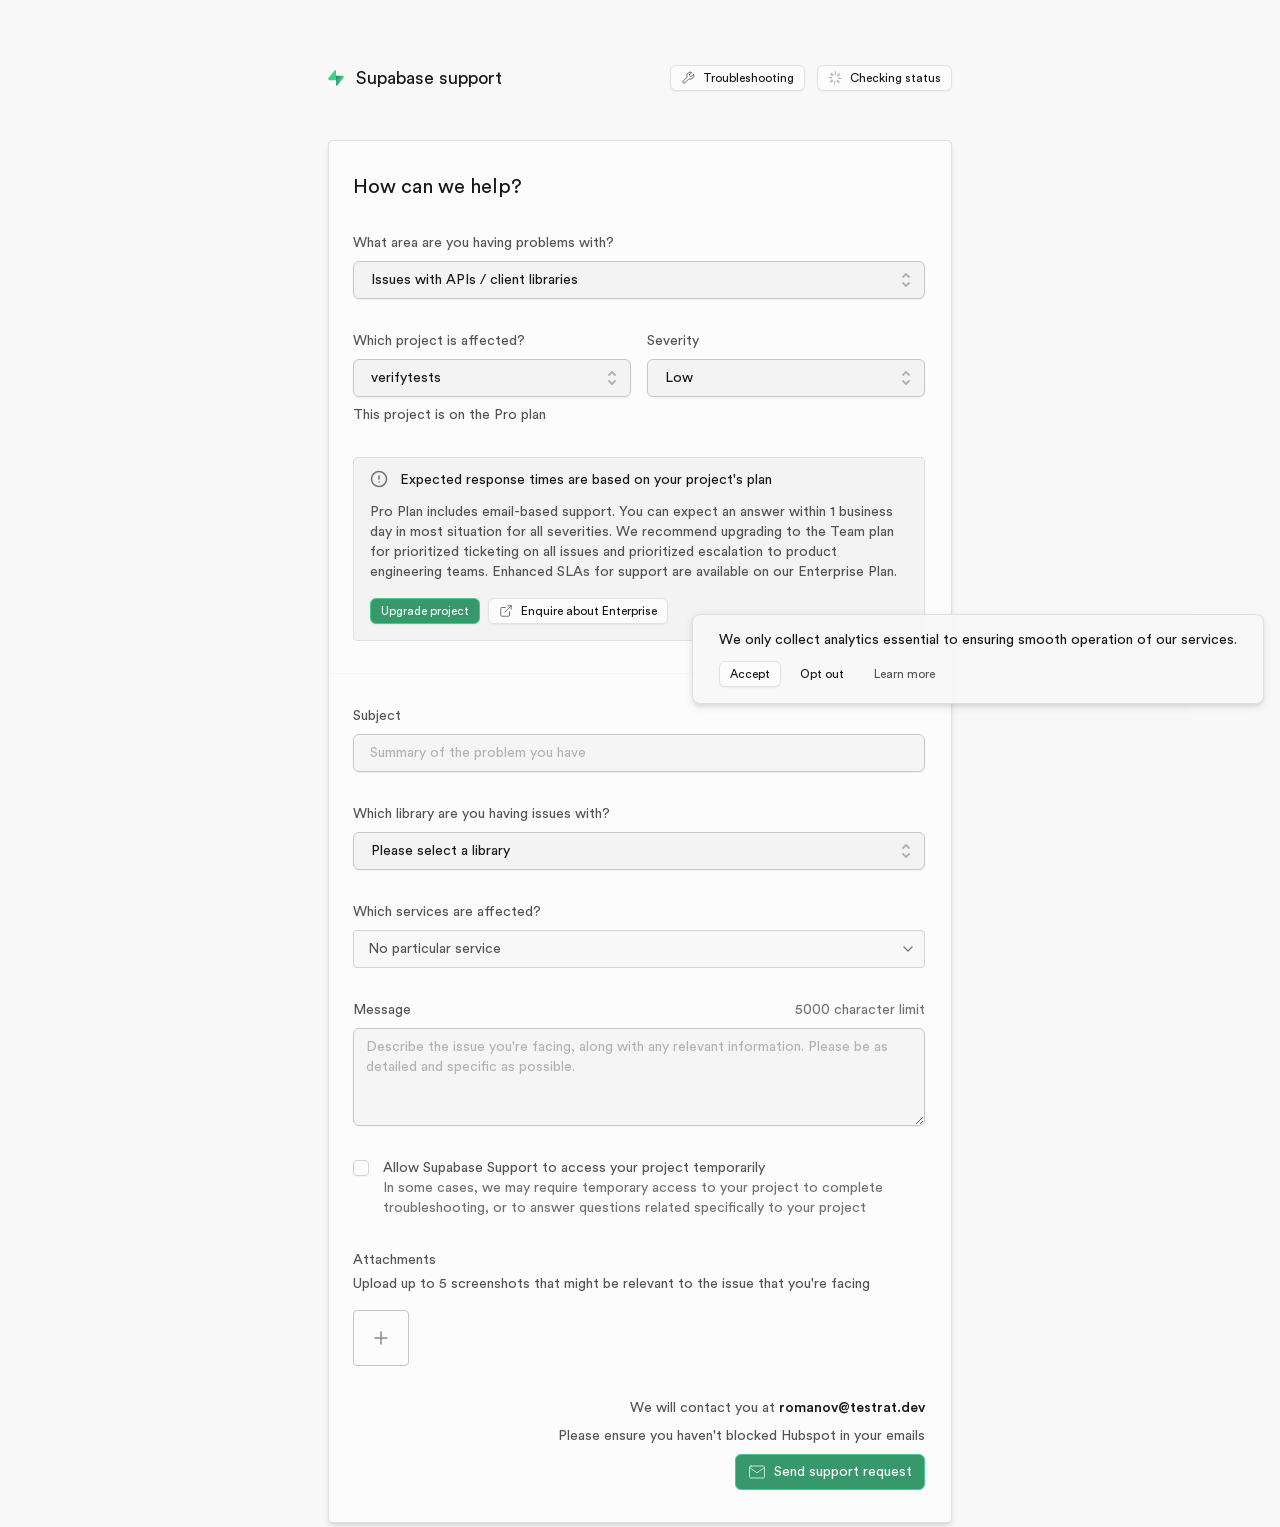 Supabase support
Troubleshooting
Checking status
How can we help?
What area are you having problems with?
Issues with APIs / client libraries
Which project is affected?
Severity
verifytests
Low
This project is on the Pro plan
Expected response times are based on your project's plan
Pro Plan includes email-based support. You can expect an answer within 1 business
day in most situation for all severities. We recommend upgrading to the Team plan
for prioritized ticketing on all issues and prioritized escalation to product
engineering teams. Enhanced SLAs for support are available on our Enterprise Plan.
Upgrade project
Enquire about Enterprise
We only collect analytics essential to ensuring smooth operation of our services.
Accept
Opt out
Learn more
Subject
Summary of the problem you have
Which library are you having issues with?
Please select a library
Which services are affected?
No particular service
Message
5000 character limit
Describe the issue you're facing, along with any relevant information. Please be as
detailed and specific as possible.
Allow Supabase Support to access your project temporarily
In some cases, we may require temporary access to your project to complete
troubleshooting, or to answer questions related specifically to your project
Attachments
Upload up to 5 screenshots that might be relevant to the issue that you're facing
We will contact you at romanov@testrat.dev
Please ensure you haven't blocked Hubspot in your emails
Send support request